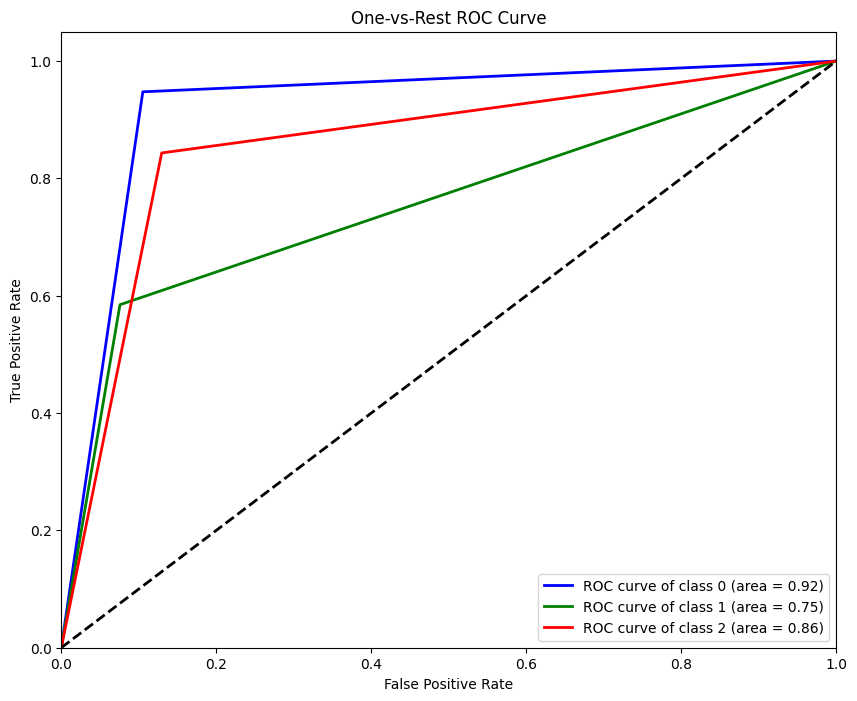 One-vs-Rest ROC Curve
True Positive Rate
1.0
0.8
0.6
0.4
0.2
0.0
ROC curve of class 0 (area = 0.92)
ROC curve of class 1 (area = 0.75)
ROC curve of class 2 (area = 0.86)
0.0 0.2 0.4 0.6 0.8 1.0
False Positive Rate